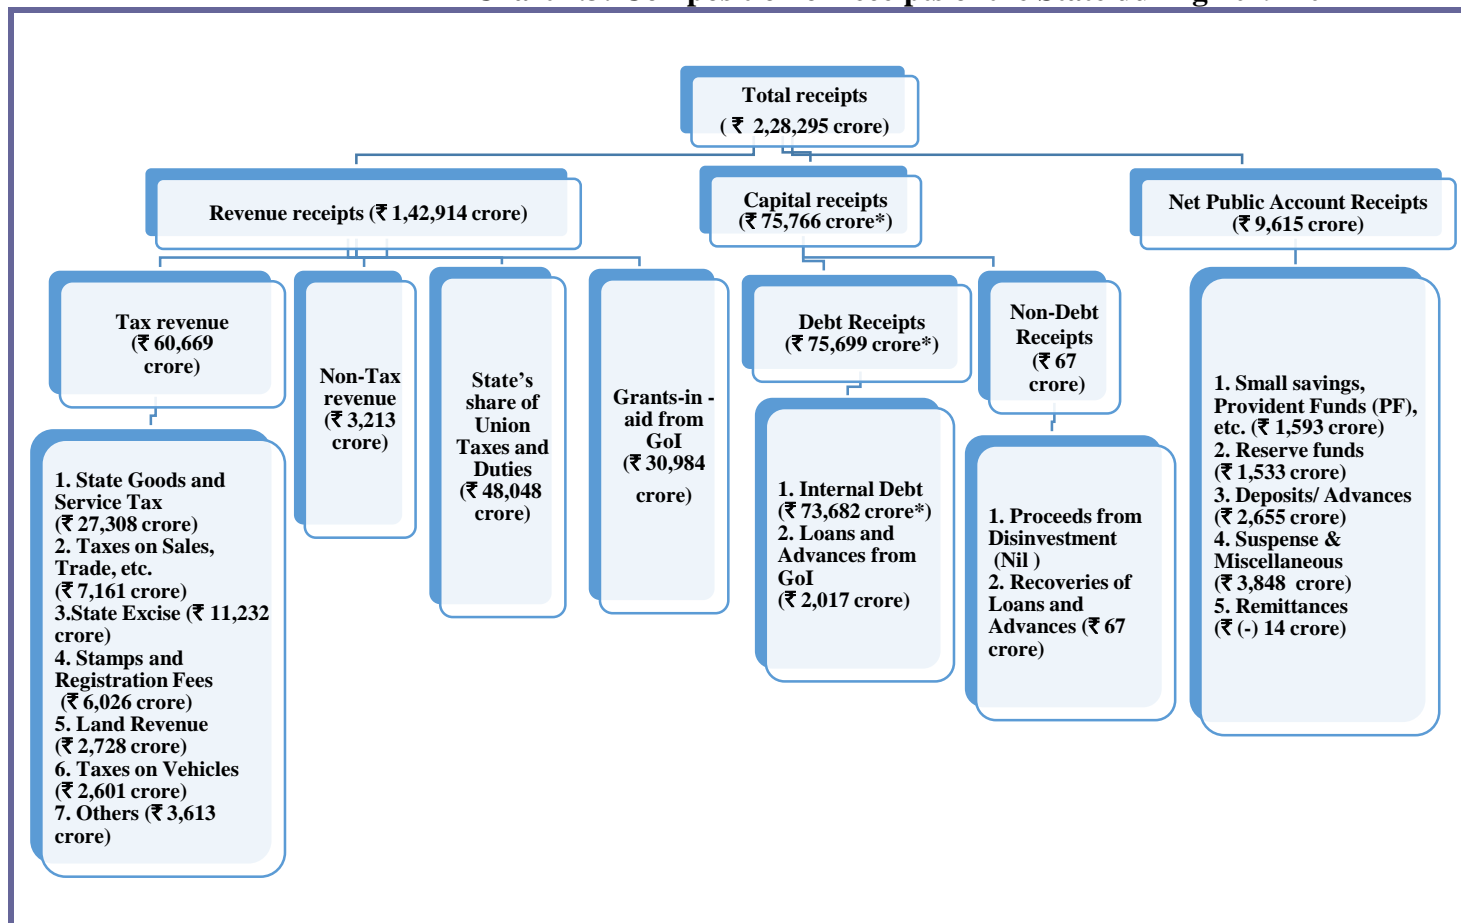 Total receipts
( ₹ 2,28,295 crore)
Revenue receipts (₹ 1,42,914 crore)
Capital receipts
(₹ 75,766 crore*)
Net Public Account Receipts
(₹ 9,615 crore)
Tax revenue
(₹ 60,669
crore)
Non-Tax
revenue
(₹ 3,213
crore)
State’s
share of
Union
Taxes and
Duties
(₹ 48,048
crore)
Grants-in -
aid from
GoI
(₹ 30,984
crore)
Debt Receipts
(₹ 75,699 crore*)
Non-Debt
Receipts
(₹ 67
crore)
1. State Goods and
Service Tax
(₹ 27,308 crore)
2. Taxes on Sales,
Trade, etc.
(₹ 7,161 crore)
3.State Excise (₹ 11,232
crore)
4. Stamps and
Registration Fees
(₹ 6,026 crore)
5. Land Revenue
(₹ 2,728 crore)
6. Taxes on Vehicles
(₹ 2,601 crore)
7. Others (₹ 3,613
crore)
1. Internal Debt
(₹ 73,682 crore*)
2. Loans and
Advances from
GoI
(₹ 2,017 crore)
1. Proceeds from
Disinvestment
(Nil )
2. Recoveries of
Loans and
Advances (₹ 67
crore)
1. Small savings,
Provident Funds (PF),
etc. (₹ 1,593 crore)
2. Reserve funds
(₹ 1,533 crore)
3. Deposits/ Advances
(₹ 2,655 crore)
4. Suspense &
Miscellaneous
(₹ 3,848 crore)
5. Remittances
(₹ (-) 14 crore)